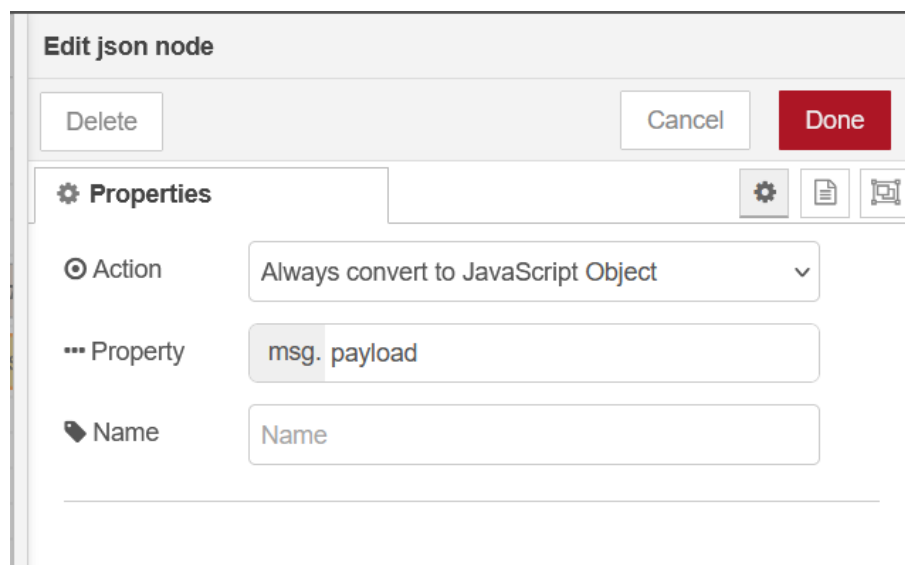 Edit json node
Delete Cancel Done
Properties
Action Always convert to JavaScript Object
Property msg. payload
Name Name